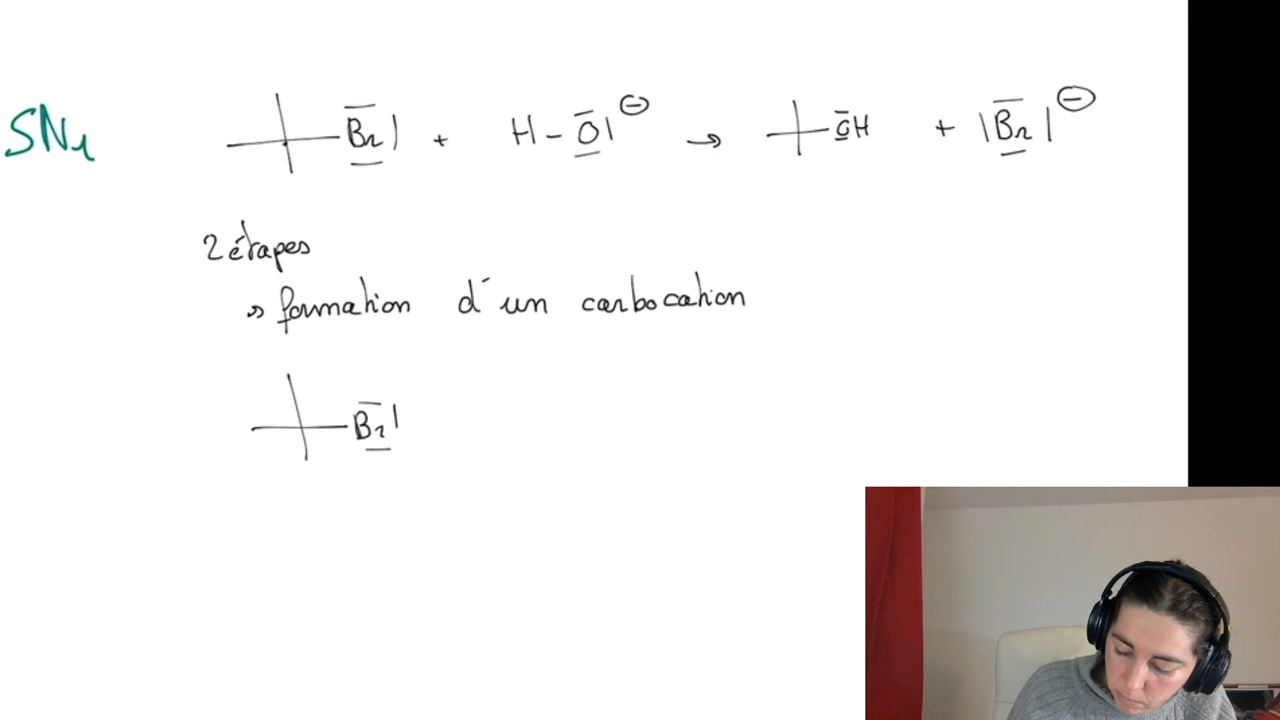 SN1
Br + H - O ⊖ → OH + Br ⊖
2 étapes
→ formation d'un carbocation
Br